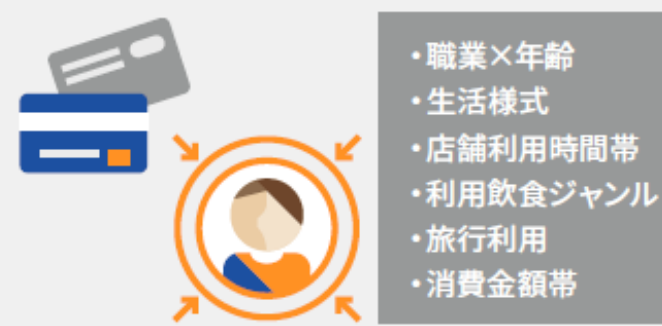 ・職業×年齢
・生活様式
・店舗利用時間帯
・利用飲食ジャンル
・旅行利用
・消費金額帯